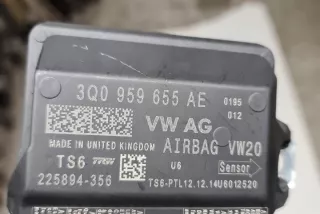 3Q0 959 655 AE 0195
012
VW AG
MADE IN UNITED KINGDOM AIRBAG VW20
TS6 TRW U6 Sensor
225894-356 TS6-PTL12.12.14U6012520